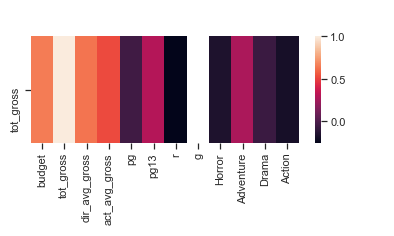 tot_gross
budget
tot_gross
dir_avg_gross
act_avg_gross
pg
pg13
r
g
Horror
Adventure
Drama
Action
1.0
0.5
0.0